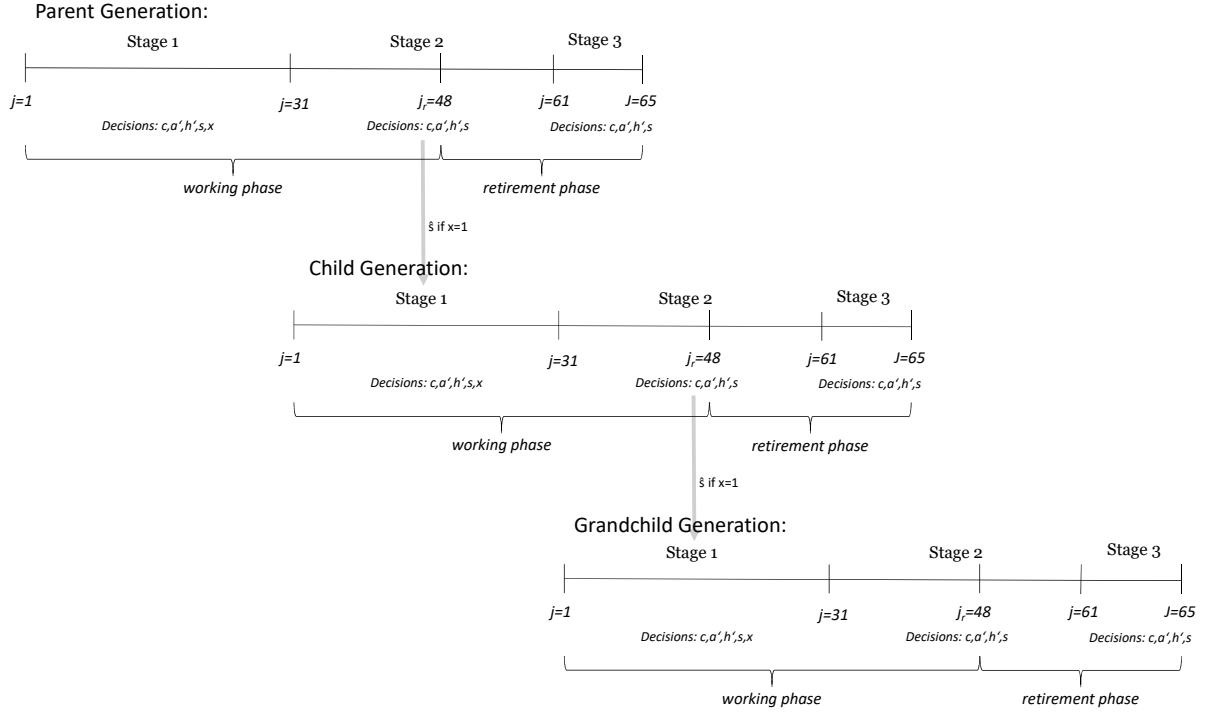 Parent Generation:
Stage 1 Stage 2 Stage 3
j=1 j=31 jᵣ=48 j=61 J=65
Decisions: c,a‘,h‘,s,x Decisions: c,a‘,h‘,s Decisions: c,a‘,h‘,s
working phase retirement phase
ŝ if x=1
Child Generation:
Stage 1 Stage 2 Stage 3
j=1 j=31 jᵣ=48 j=61 J=65
Decisions: c,a‘,h‘,s,x Decisions: c,a‘,h‘,s Decisions: c,a‘,h‘,s
working phase retirement phase
ŝ if x=1
Grandchild Generation:
Stage 1 Stage 2 Stage 3
j=1 j=31 jᵣ=48 j=61 J=65
Decisions: c,a‘,h‘,s,x Decisions: c,a‘,h‘,s Decisions: c,a‘,h‘,s
working phase retirement phase